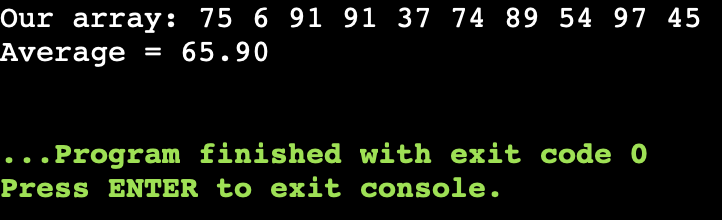 Our array: 75 6 91 91 37 74 89 54 97 45
Average = 65.90
...Program finished with exit code 0
Press ENTER to exit console.